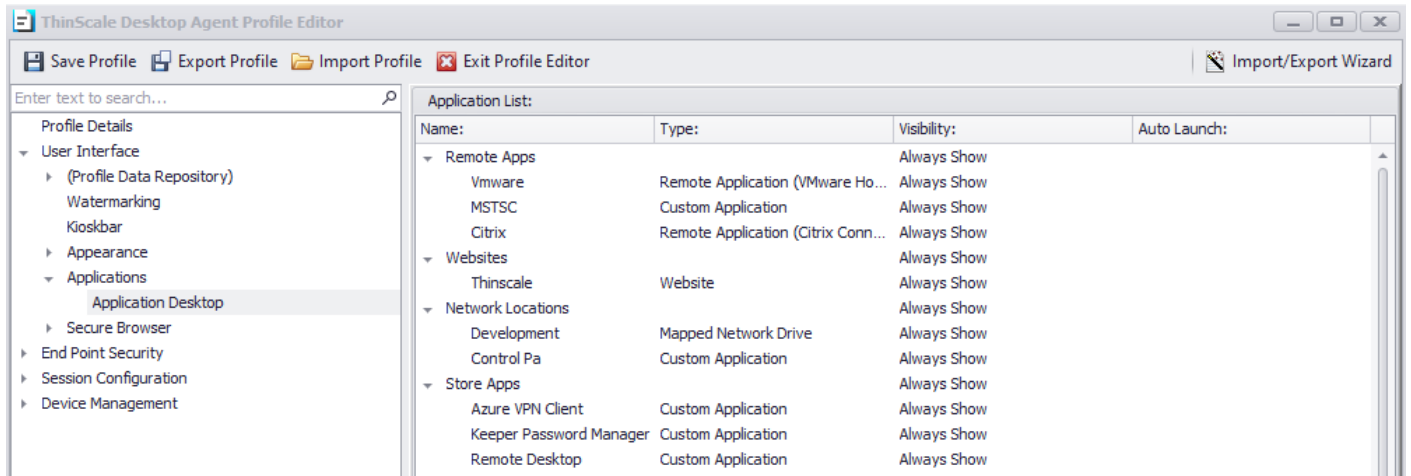 ThinScale Desktop Agent Profile Editor
Save Profile Export Profile Import Profile Exit Profile Editor Import/Export Wizard
Enter text to search...
Profile Details
User Interface
(Profile Data Repository)
Watermarking
Kioskbar
Appearance
Applications
Application Desktop
Secure Browser
End Point Security
Session Configuration
Device Management
Application List:
Name: Type: Visibility: Auto Launch:
Remote Apps Always Show
Vmware Remote Application (VMware Ho... Always Show
MSTSC Custom Application Always Show
Citrix Remote Application (Citrix Conn... Always Show
Websites Always Show
Thinscale Website Always Show
Network Locations Always Show
Development Mapped Network Drive Always Show
Control Pa Custom Application Always Show
Store Apps Always Show
Azure VPN Client Custom Application Always Show
Keeper Password Manager Custom Application Always Show
Remote Desktop Custom Application Always Show